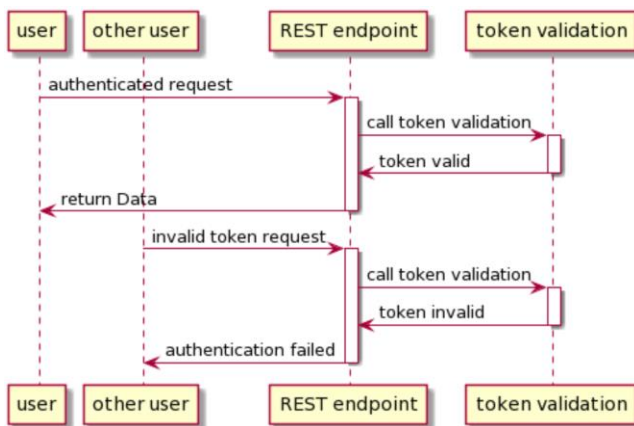 user other user REST endpoint token validation
authenticated request
call token validation
token valid
return Data
invalid token request
call token validation
token invalid
authentication failed
user other user REST endpoint token validation